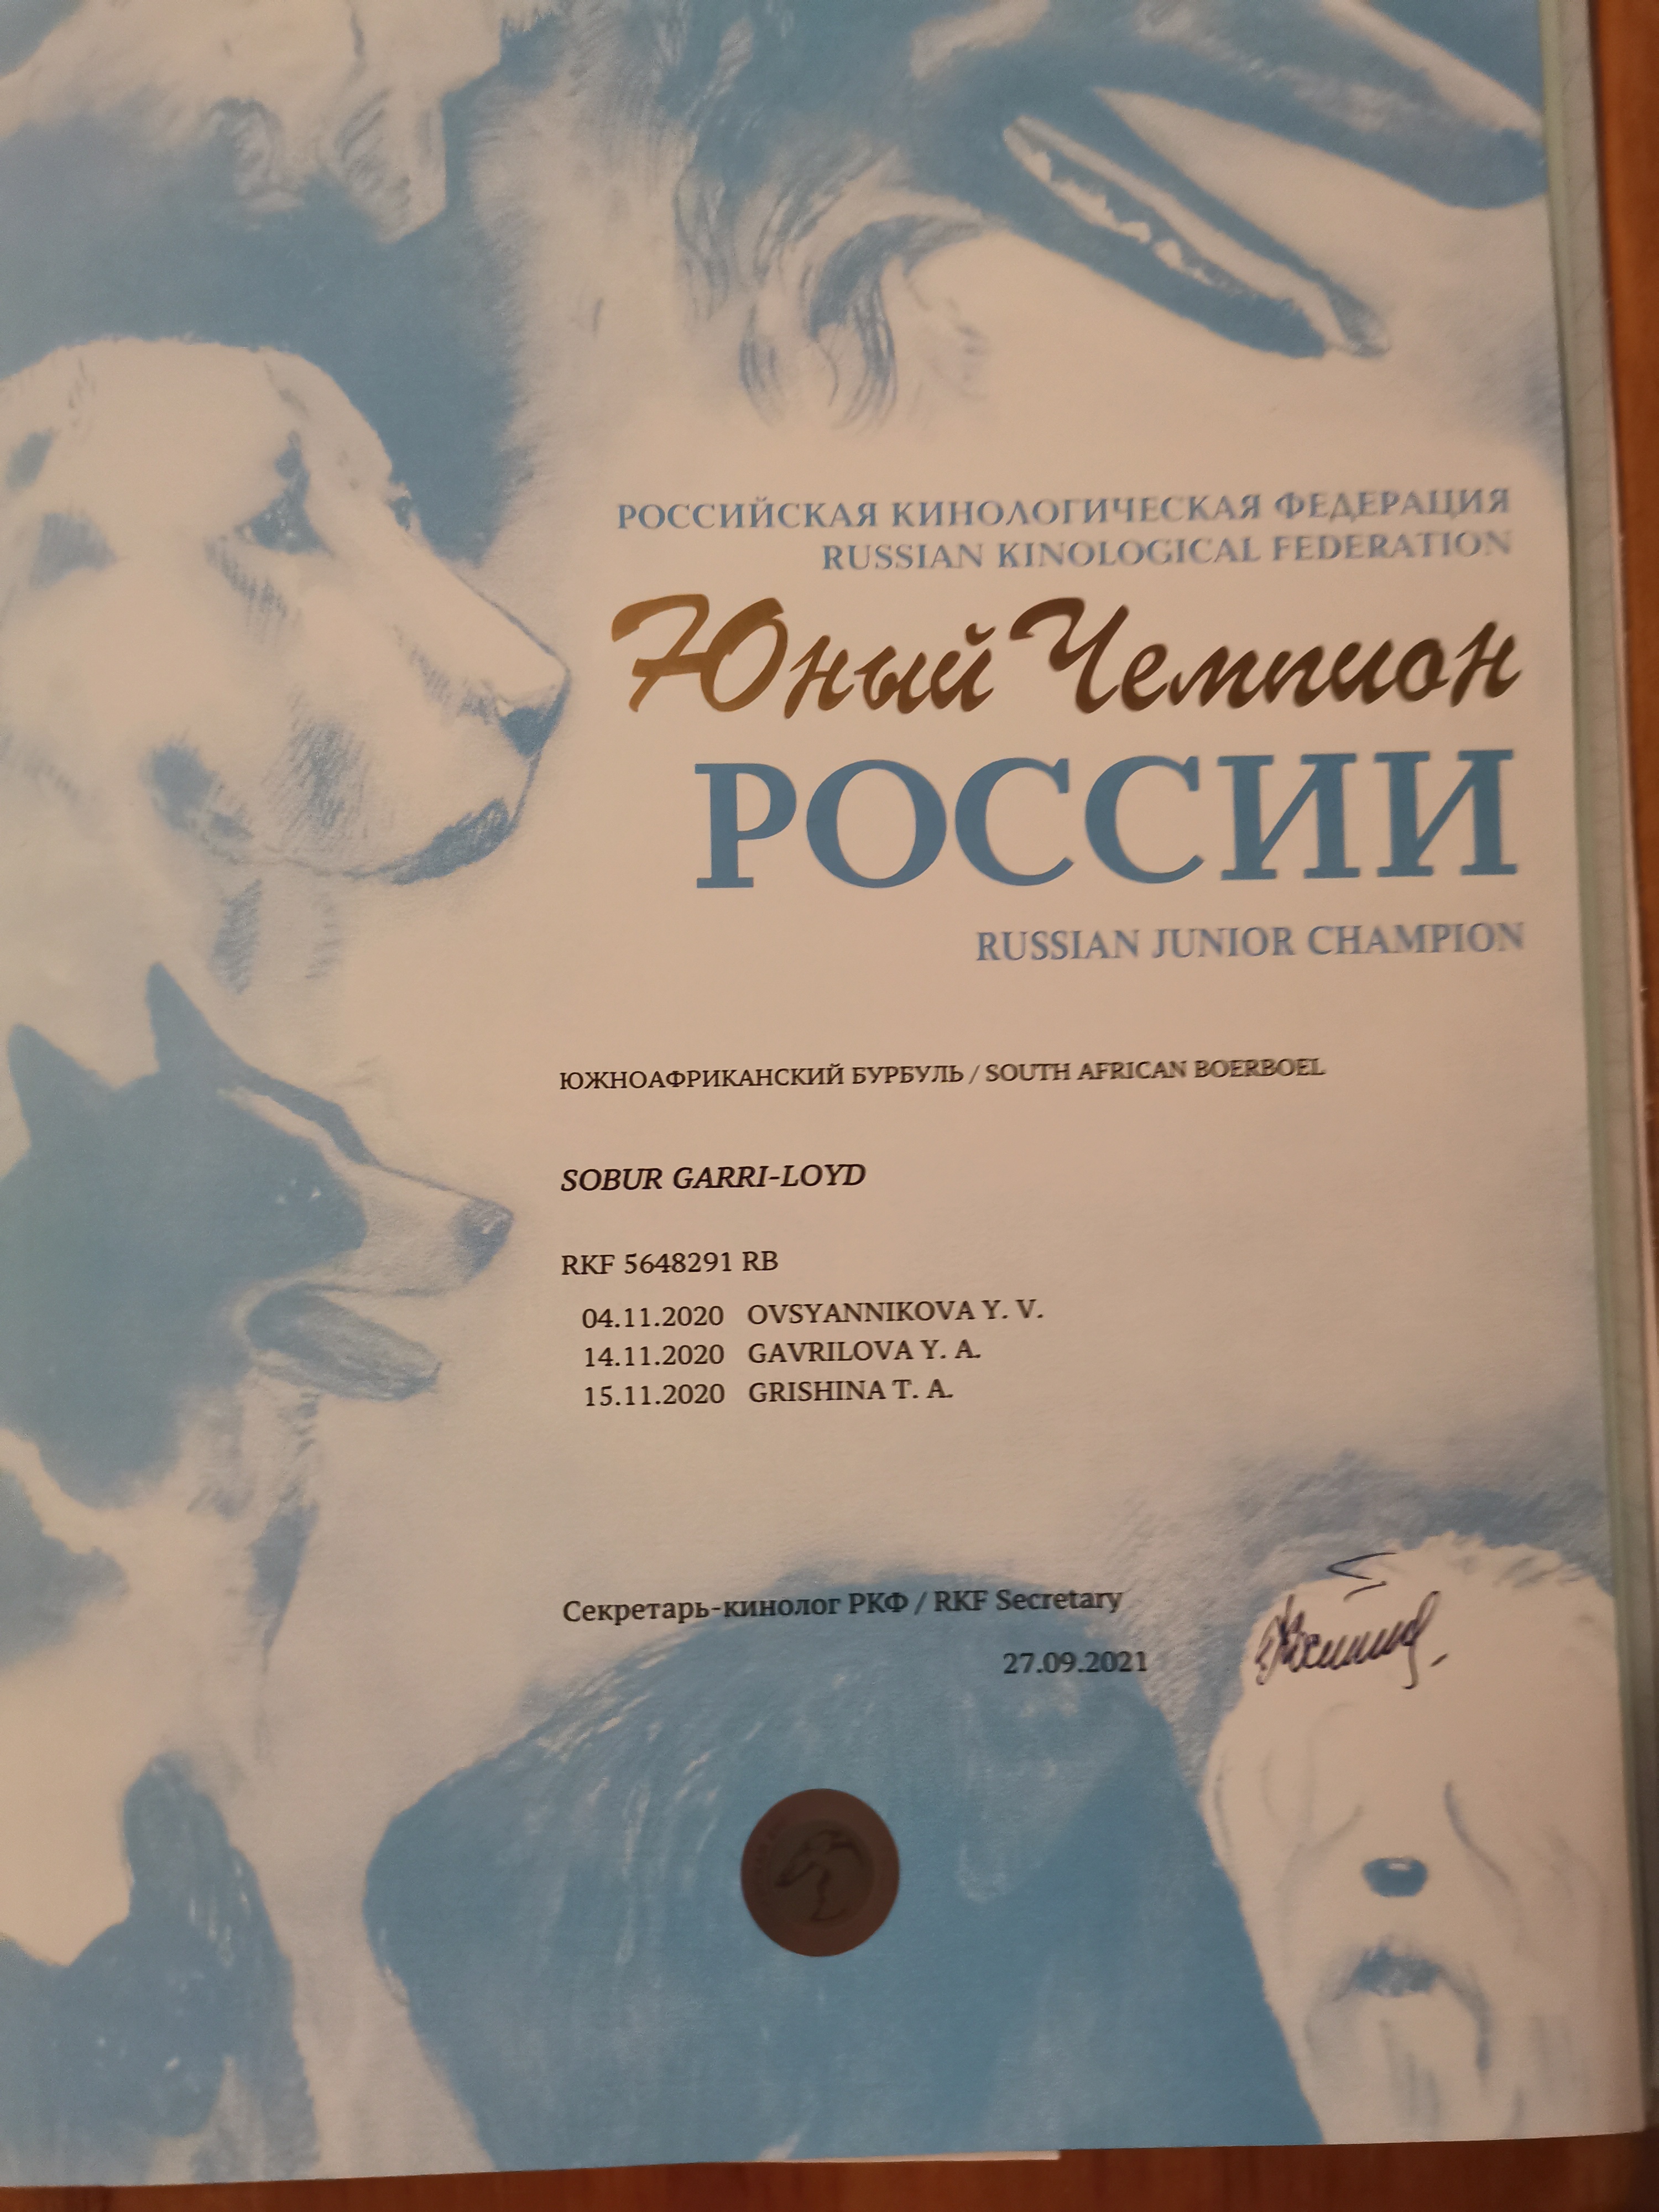 РОССИЙСКАЯ КИНОЛОГИЧЕСКАЯ ФЕДЕРАЦИЯ
RUSSIAN KINOLOGICAL FEDERATION
Юный Чемпион
РОССИИ
RUSSIAN JUNIOR CHAMPION
ЮЖНОАФРИКАНСКИЙ БУРБУЛЬ / SOUTH AFRICAN BOERBOEL
SOBUR GARRI-LOYD
RKF 5648291 RB
04.11.2020 OVSYANNIKOVA Y. V.
14.11.2020 GAVRILOVA Y. A.
15.11.2020 GRISHINA T. A.
Секретарь-кинолог РКФ / RKF Secretary
27.09.2021